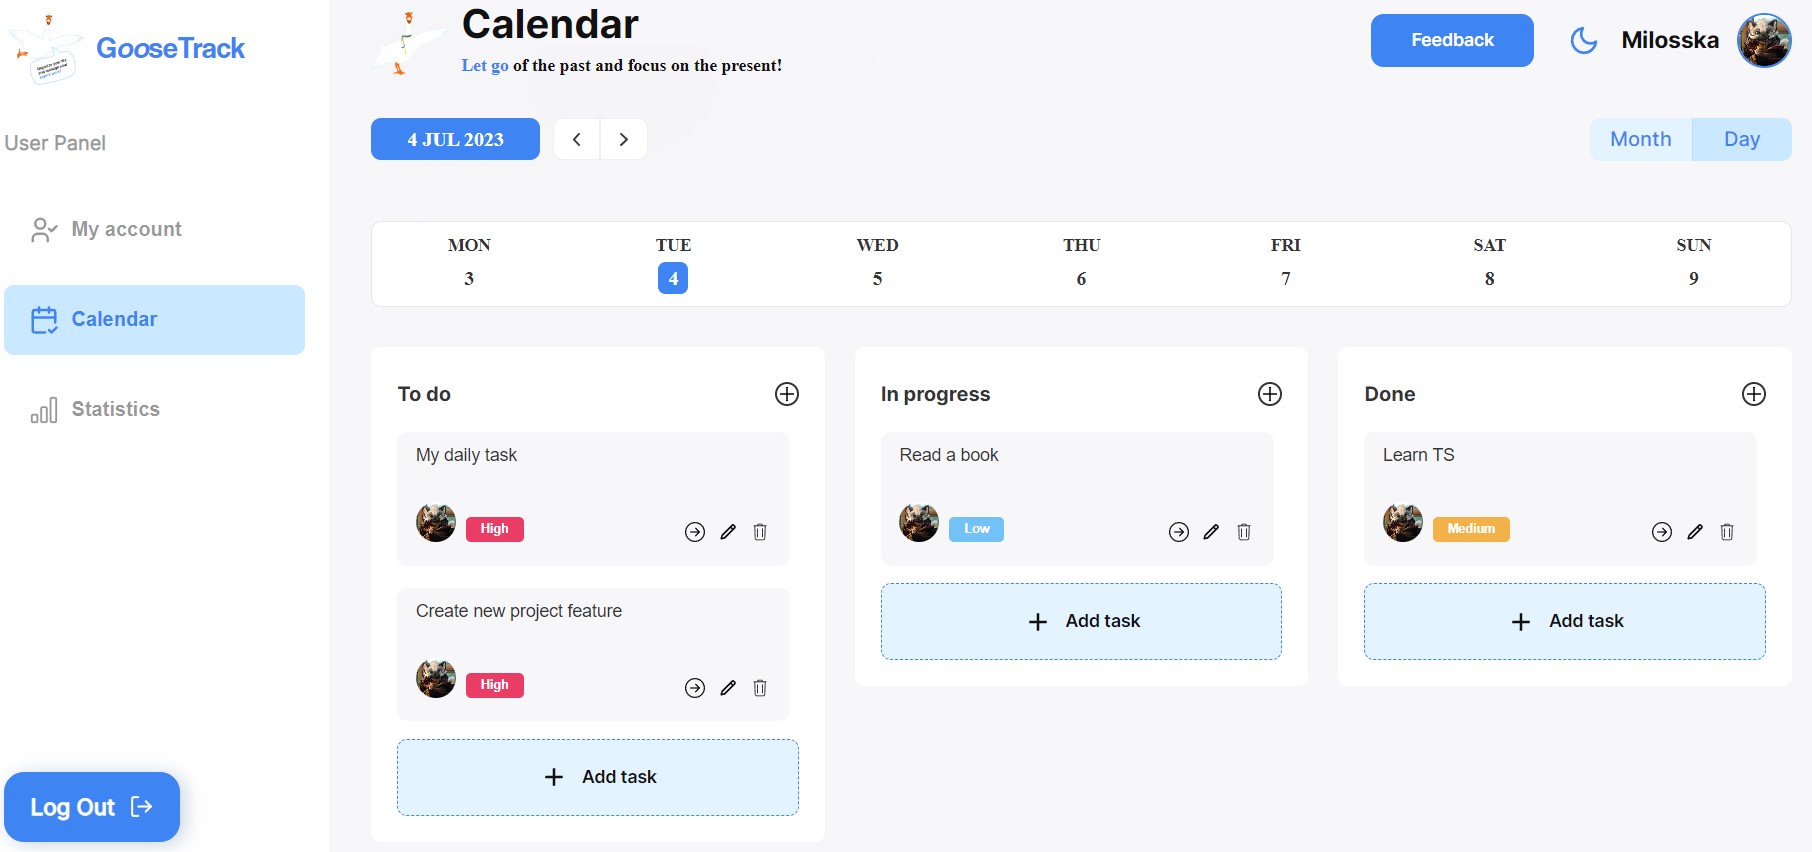 GooseTrack
Calendar
Let go of the past and focus on the present!
Feedback
Milosska
User Panel
4 JUL 2023
Month
Day
My account
Calendar
Statistics
MON
TUE
WED
THU
FRI
SAT
SUN
3
4
5
6
7
8
9
To do
In progress
Done
My daily task
High
Read a book
Low
Learn TS
Medium
Create new project feature
High
Add task
Add task
Add task
Log Out